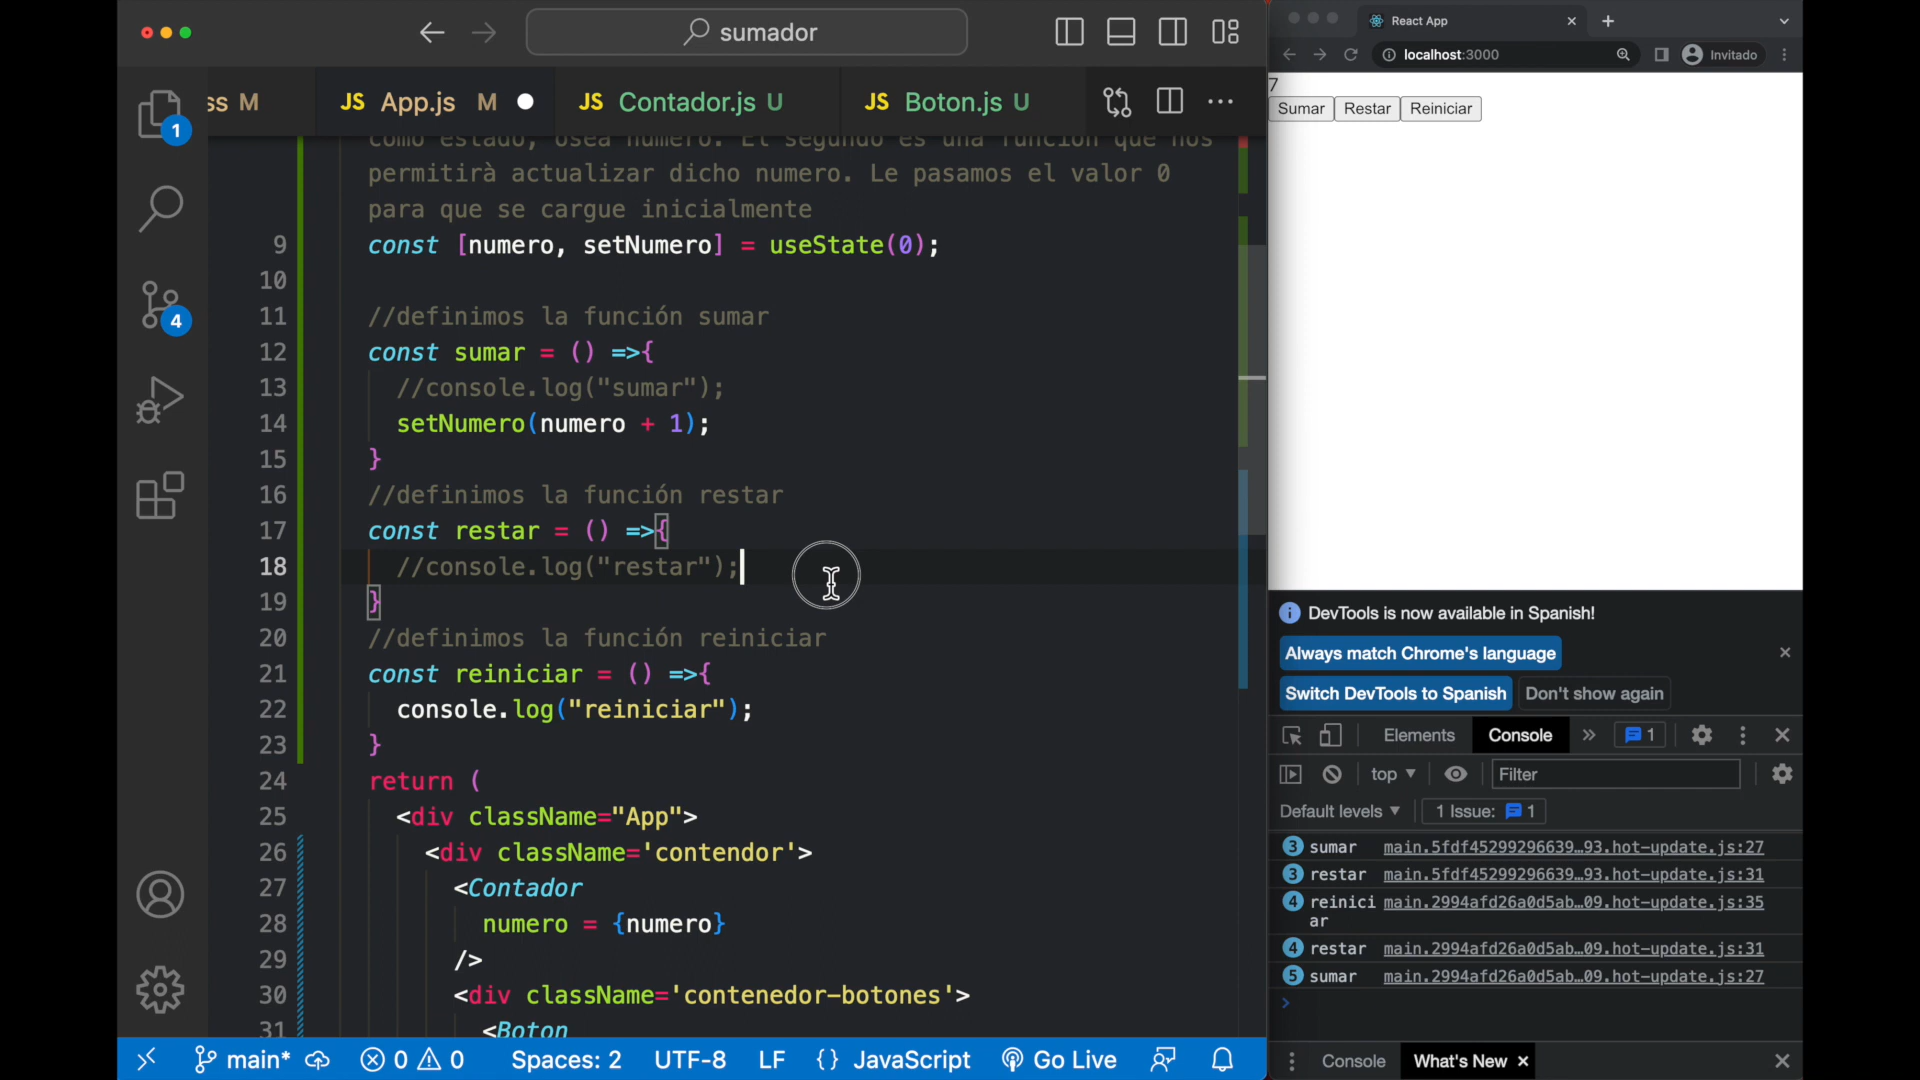 sumador
ss M
JS App.js M
JS Contador.js U
JS Boton.js U
1
4
como estado, osea numero. El segundo es una funcion que nos
permitirà actualizar dicho numero. Le pasamos el valor 0
para que se cargue inicialmente
9 const [numero, setNumero] = useState(0);
10
11 //definimos la función sumar
12 const sumar = () =>{
13 //console.log("sumar");
14 setNumero(numero + 1);
15 }
16 //definimos la función restar
17 const restar = () =>{
18 //console.log("restar");
19 }
20 //definimos la función reiniciar
21 const reiniciar = () =>{
22 console.log("reiniciar");
23 }
24 return (
25 <div className="App">
26 <div className='contendor'>
27 <Contador
28 numero = {numero}
29 />
30 <div className='contenedor-botones'>
31 <Boton
main* 0 0 Spaces: 2 UTF-8 LF {} JavaScript Go Live
React App
localhost:3000 Invitado
7
Sumar Restar Reiniciar
DevTools is now available in Spanish!
Always match Chrome's language
Switch DevTools to Spanish Don't show again
Elements Console » 1
top ▼ Filter
Default levels ▼ 1 Issue: 1
3 sumar main.5fdf45299296639…93.hot-update.js:27
3 restar main.5fdf45299296639…93.hot-update.js:31
4 reinici main.2994afd26a0d5ab…09.hot-update.js:35
ar
4 restar main.2994afd26a0d5ab…09.hot-update.js:31
5 sumar main.2994afd26a0d5ab…09.hot-update.js:27
>
Console What's New ×